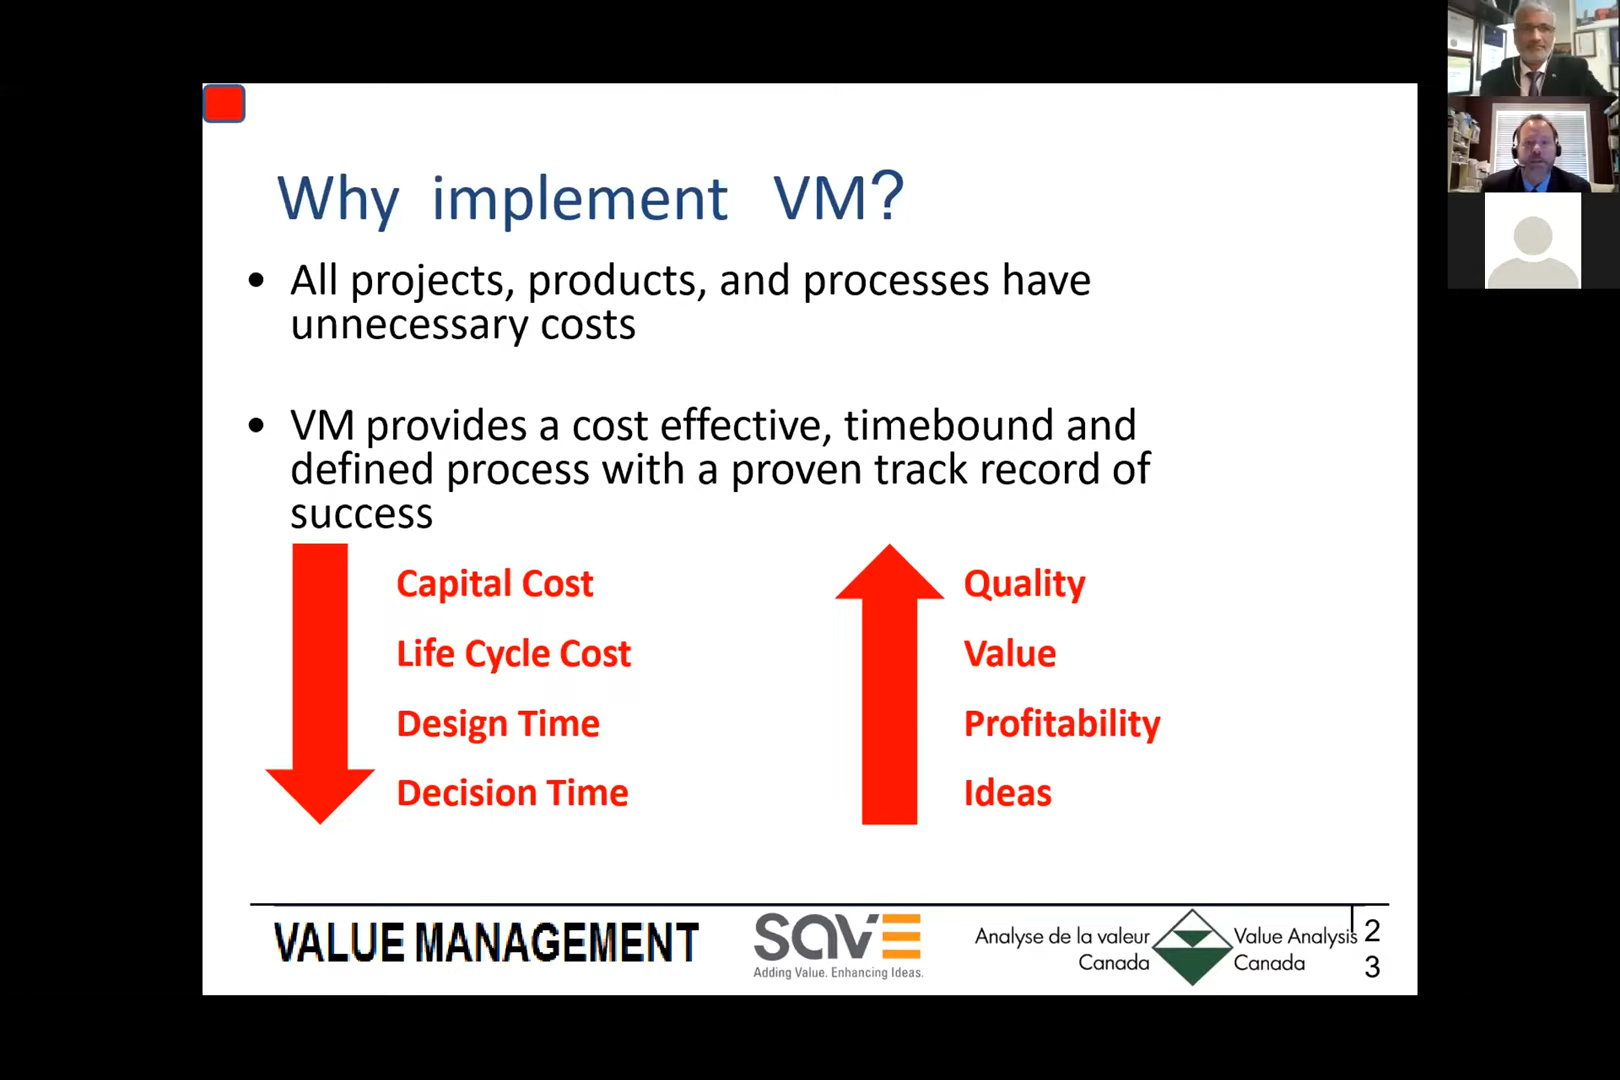 Why implement VM?
• All projects, products, and processes have
unnecessary costs
• VM provides a cost effective, timebound and
defined process with a proven track record of
success
Capital Cost
Life Cycle Cost
Design Time
Decision Time
Quality
Value
Profitability
Ideas
VALUE MANAGEMENT
SAVE
Adding Value. Enhancing Ideas.
Analyse de la valeur
Canada
Value Analysis
Canada
2
3